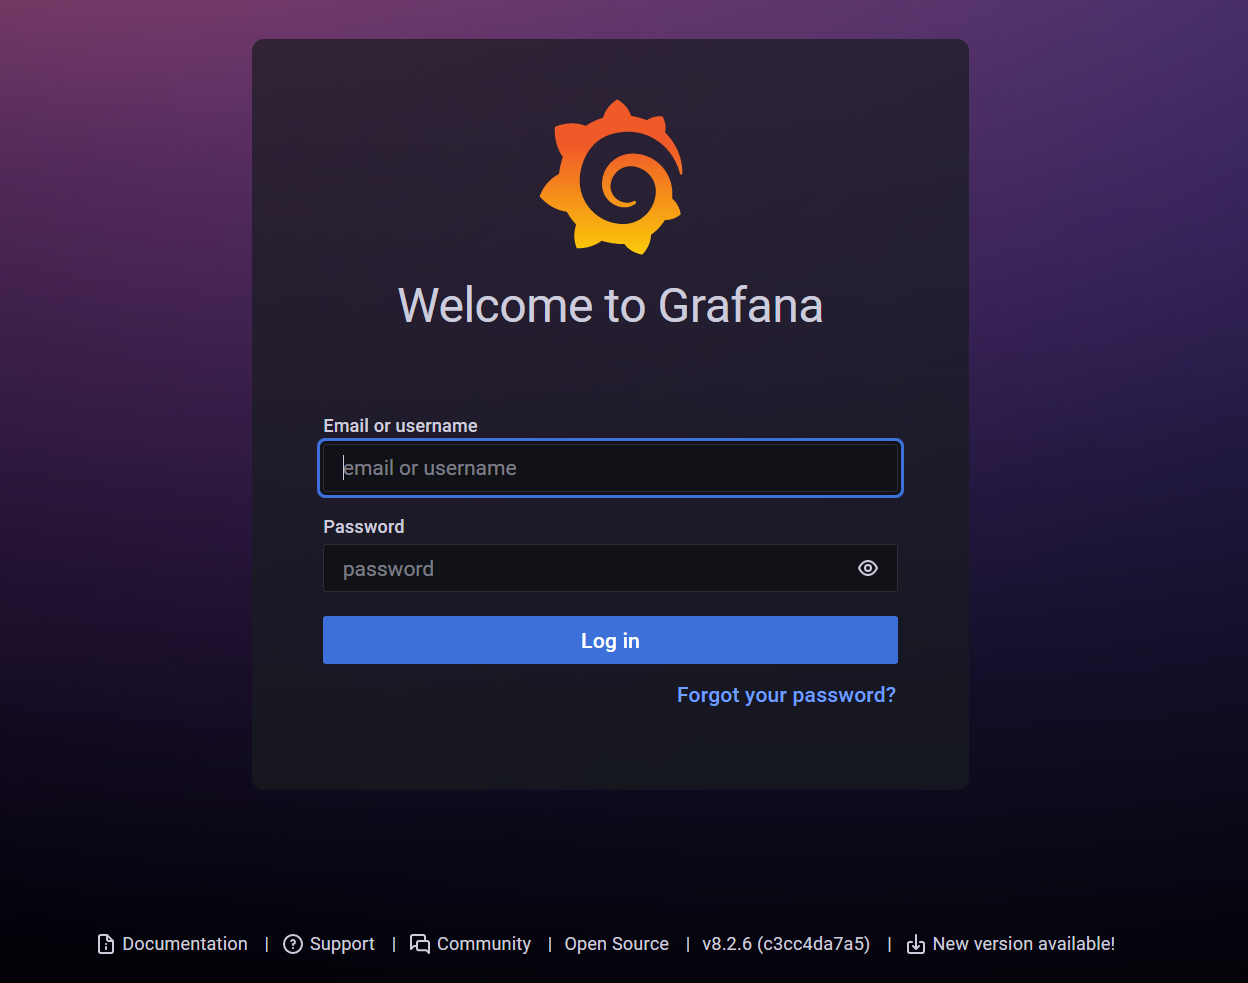 Welcome to Grafana
Email or username
email or username
Password
password
Log in
Forgot your password?
Documentation | Support | Community | Open Source | v8.2.6 (c3cc4da7a5) | New version available!